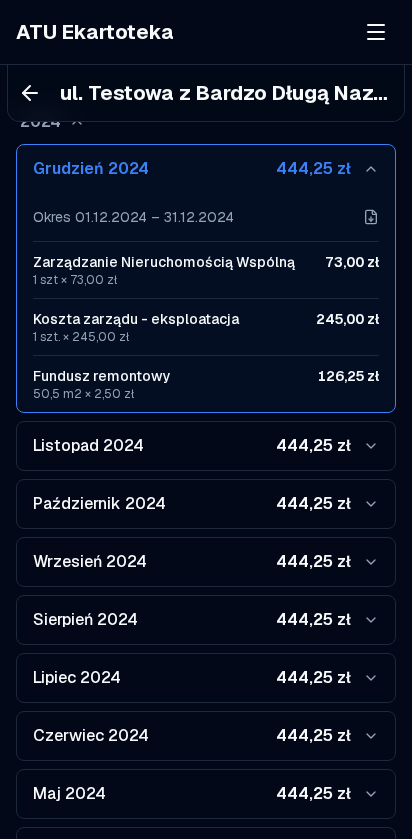 ATU Ekartoteka
ul. Testowa z Bardzo Długą Naz...
2024
Grudzień 2024 444,25 zł
Okres 01.12.2024 – 31.12.2024
Zarządzanie Nieruchomością Wspólną 73,00 zł
1 szt × 73,00 zł
Koszta zarządu - eksploatacja 245,00 zł
1 szt. × 245,00 zł
Fundusz remontowy 126,25 zł
50,5 m2 × 2,50 zł
Listopad 2024 444,25 zł
Październik 2024 444,25 zł
Wrzesień 2024 444,25 zł
Sierpień 2024 444,25 zł
Lipiec 2024 444,25 zł
Czerwiec 2024 444,25 zł
Maj 2024 444,25 zł